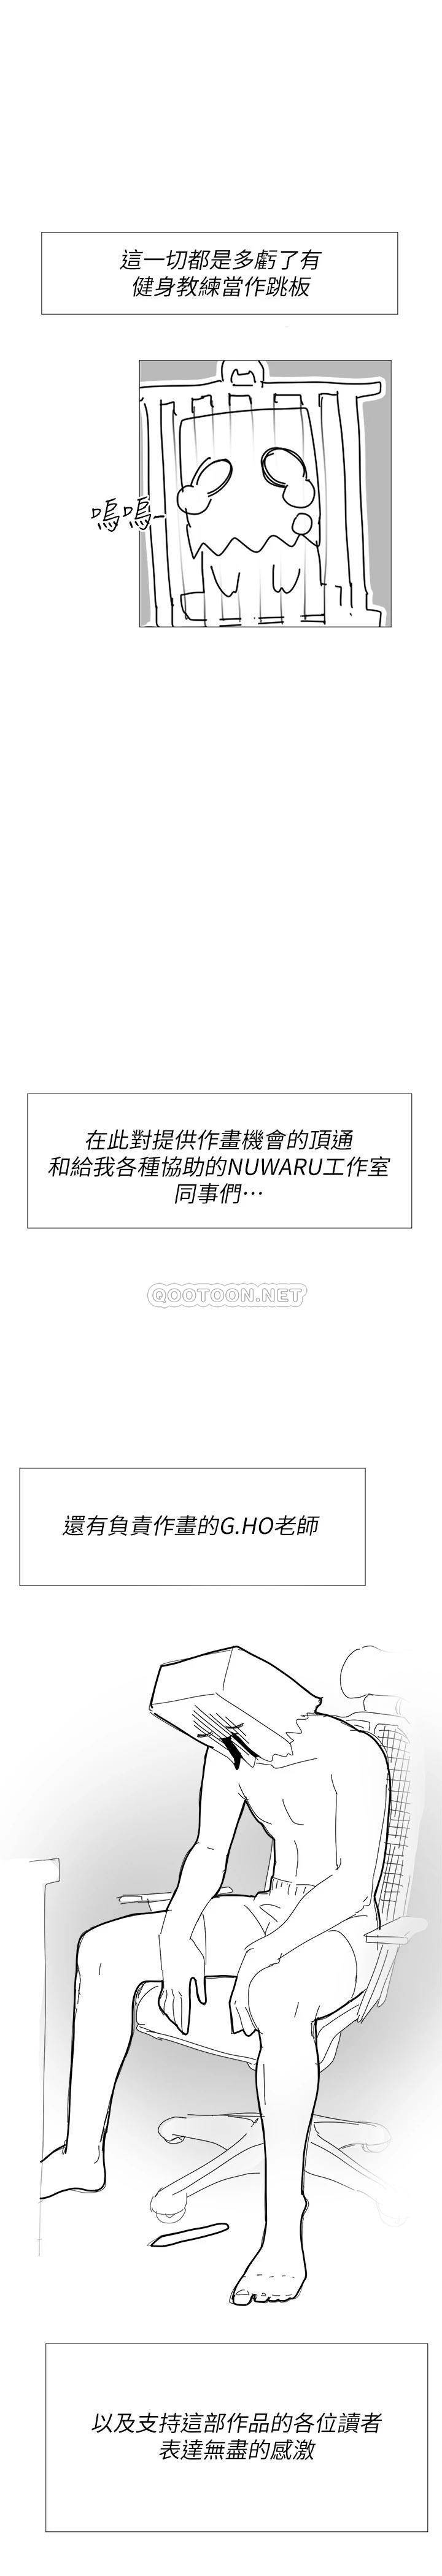 這一切都是多虧了有
健身教練當作跳板
嗚嗚-
在此對提供作畫機會的頂通
和給我各種協助的NUWARU工作室
同事們…
QOOTOON.NET
還有負責作畫的G.HO老師
以及支持這部作品的各位讀者
表達無盡的感激